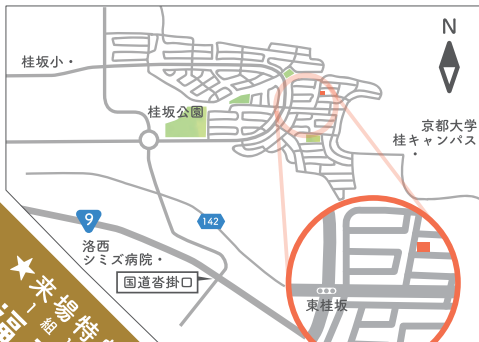 N
桂坂小・
桂坂公園
京都大学
桂キャンパス
・
142
9
洛西
シミズ病院・
国道沓掛口
東桂坂
★来場特
1組